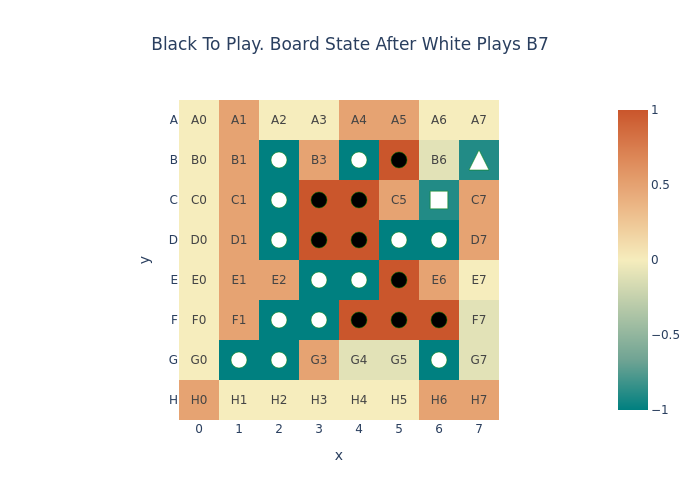 Black To Play. Board State After White Plays B7
A A0 A1 A2 A3 A4 A5 A6 A7
B B0 B1 B3 B6
C C0 C1 C5 C7
D D0 D1 D7
E E0 E1 E2 E6 E7
F F0 F1 F7
G G0 G3 G4 G5 G7
H H0 H1 H2 H3 H4 H5 H6 H7
0 1 2 3 4 5 6 7
x
y
1
0.5
0
−0.5
−1